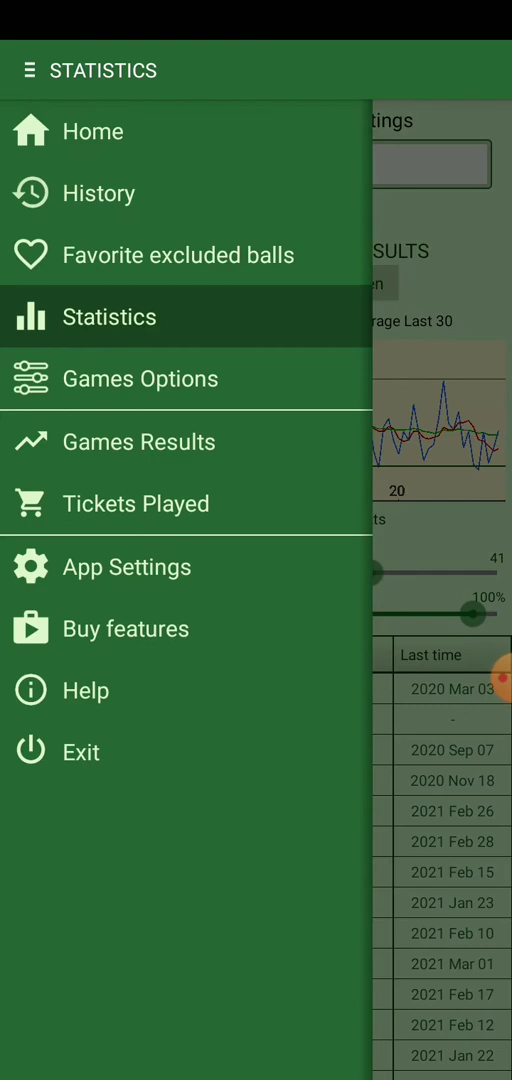 STATISTICS
Home
tings
History
Favorite excluded balls
SULTS
en
Statistics
rage Last 30
Games Options
Games Results
20
Tickets Played
ts
41
App Settings
100%
Buy features
Last time
Help
2020 Mar 03
-
Exit
2020 Sep 07
2020 Nov 18
2021 Feb 26
2021 Feb 28
2021 Feb 15
2021 Jan 23
2021 Feb 10
2021 Mar 01
2021 Feb 17
2021 Feb 12
2021 Jan 22